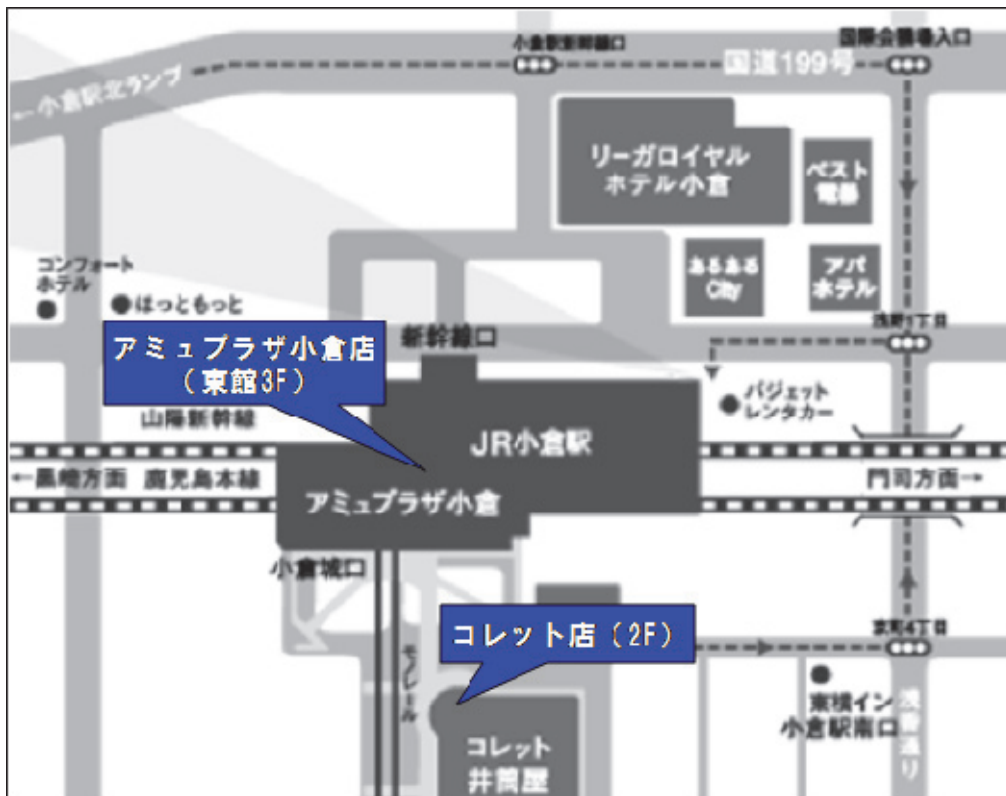 小倉駅新幹線口
国際会議場入口
国道199号
←小倉駅北ランプ
リーガロイヤル
ホテル小倉
ベスト
電器
コンフォート
ホテル
ほっともっと
あるある
City
アパ
ホテル
浅野1丁目
新幹線口
アミュプラザ小倉店
(東館3F)
バジェット
レンタカー
山陽新幹線
JR小倉駅
←黒崎方面
鹿児島本線
アミュプラザ小倉
門司方面→
小倉城口
コレット店(2F)
モノレール
京町4丁目
東横イン
小倉駅南口
浅香通り
コレット
井筒屋